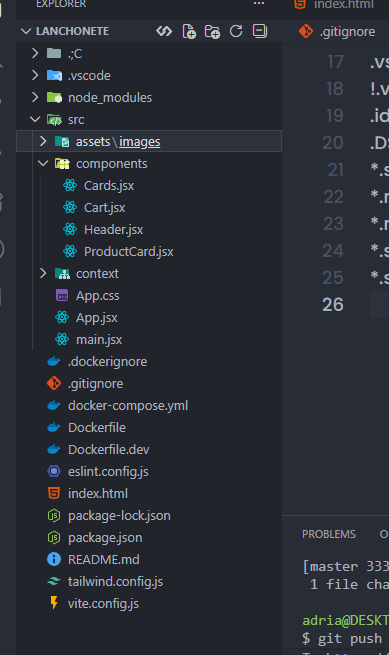 EXPLORER
index.html
LANCHONETE
.gitignore
.;C
.vscode
node_modules
src
assets\images
components
Cards.jsx
Cart.jsx
Header.jsx
ProductCard.jsx
context
App.css
App.jsx
main.jsx
.dockerignore
.gitignore
docker-compose.yml
Dockerfile
Dockerfile.dev
eslint.config.js
index.html
package-lock.json
package.json
README.md
tailwind.config.js
vite.config.js
17 .vs
18 !.v
19 .id
20 .DS
21 *.s
22 *.n
23 *.n
24 *.s
25 *.s
26
PROBLEMS O
[master 333
1 file cha
adria@DESKT
$ git push